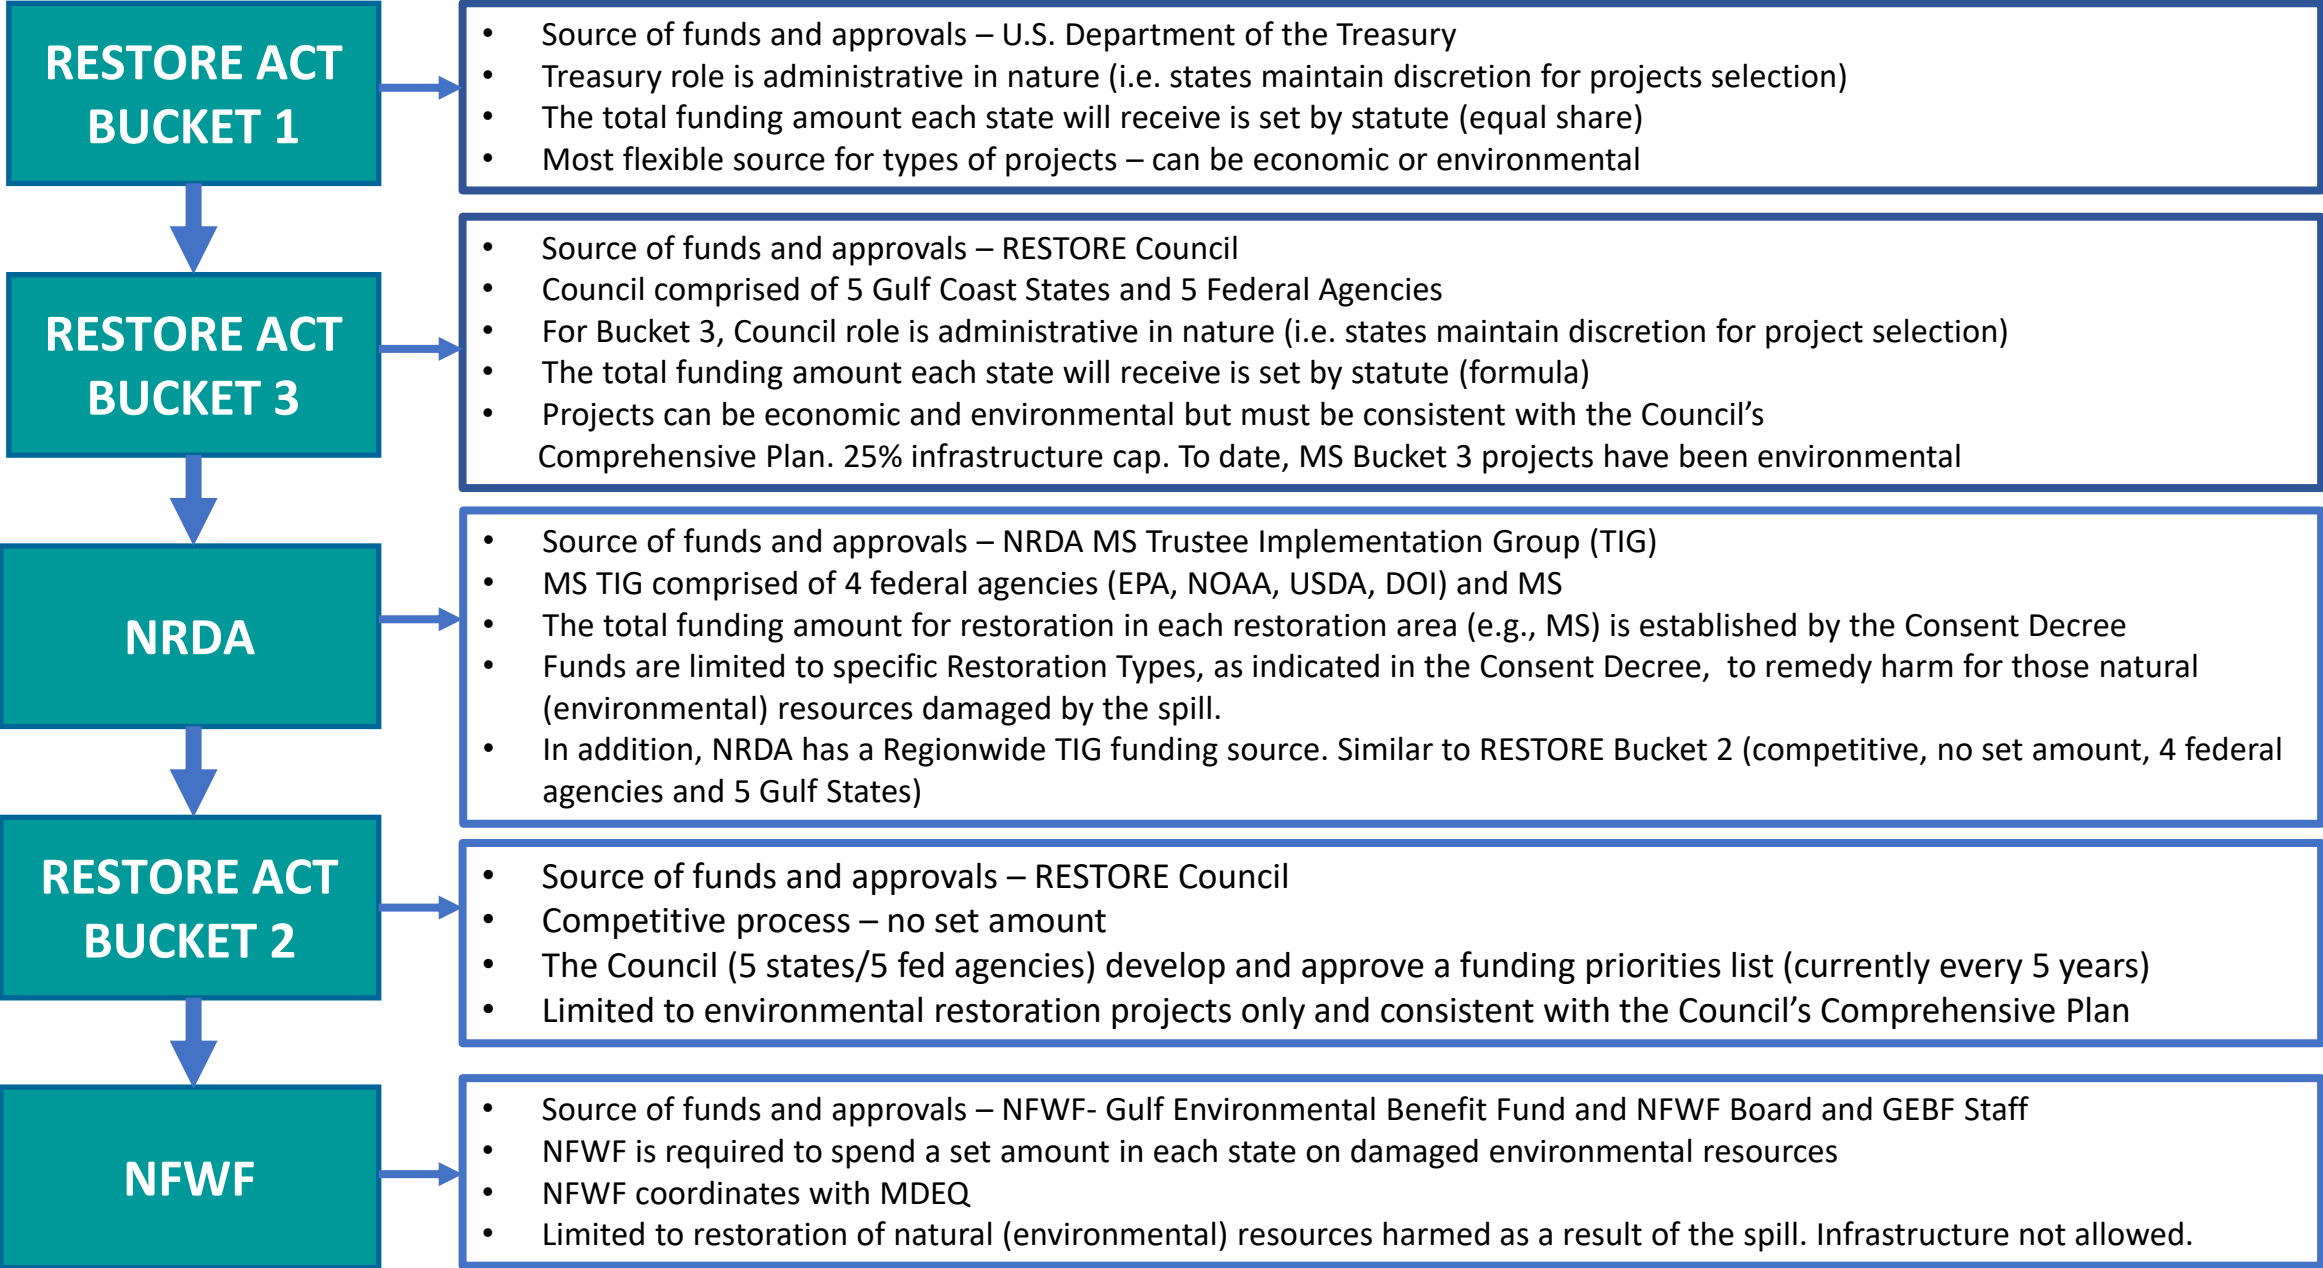 RESTORE ACT
BUCKET 1
• Source of funds and approvals – U.S. Department of the Treasury
• Treasury role is administrative in nature (i.e. states maintain discretion for projects selection)
• The total funding amount each state will receive is set by statute (equal share)
• Most flexible source for types of projects – can be economic or environmental
RESTORE ACT
BUCKET 3
• Source of funds and approvals – RESTORE Council
• Council comprised of 5 Gulf Coast States and 5 Federal Agencies
• For Bucket 3, Council role is administrative in nature (i.e. states maintain discretion for project selection)
• The total funding amount each state will receive is set by statute (formula)
• Projects can be economic and environmental but must be consistent with the Council’s
Comprehensive Plan. 25% infrastructure cap. To date, MS Bucket 3 projects have been environmental
NRDA
• Source of funds and approvals – NRDA MS Trustee Implementation Group (TIG)
• MS TIG comprised of 4 federal agencies (EPA, NOAA, USDA, DOI) and MS
• The total funding amount for restoration in each restoration area (e.g., MS) is established by the Consent Decree
• Funds are limited to specific Restoration Types, as indicated in the Consent Decree, to remedy harm for those natural
(environmental) resources damaged by the spill.
• In addition, NRDA has a Regionwide TIG funding source. Similar to RESTORE Bucket 2 (competitive, no set amount, 4 federal
agencies and 5 Gulf States)
RESTORE ACT
BUCKET 2
• Source of funds and approvals – RESTORE Council
• Competitive process – no set amount
• The Council (5 states/5 fed agencies) develop and approve a funding priorities list (currently every 5 years)
• Limited to environmental restoration projects only and consistent with the Council’s Comprehensive Plan
NFWF
• Source of funds and approvals – NFWF- Gulf Environmental Benefit Fund and NFWF Board and GEBF Staff
• NFWF is required to spend a set amount in each state on damaged environmental resources
• NFWF coordinates with MDEQ
• Limited to restoration of natural (environmental) resources harmed as a result of the spill. Infrastructure not allowed.